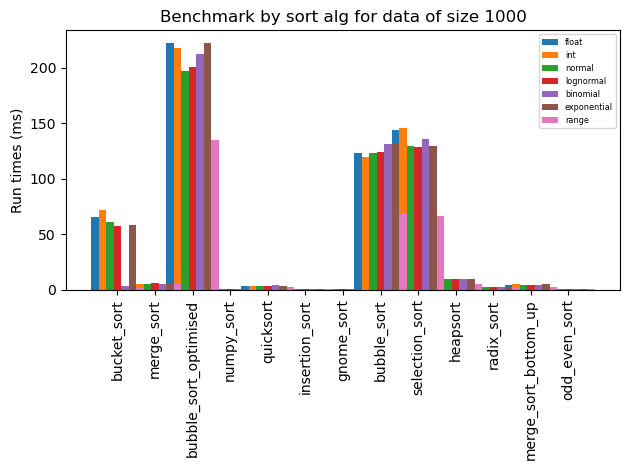 Benchmark by sort alg for data of size 1000
Run times (ms)
200
150
100
50
0
float
int
normal
lognormal
binomial
exponential
range
bucket_sort
merge_sort
bubble_sort_optimised
numpy_sort
quicksort
insertion_sort
gnome_sort
bubble_sort
selection_sort
heapsort
radix_sort
merge_sort_bottom_up
odd_even_sort